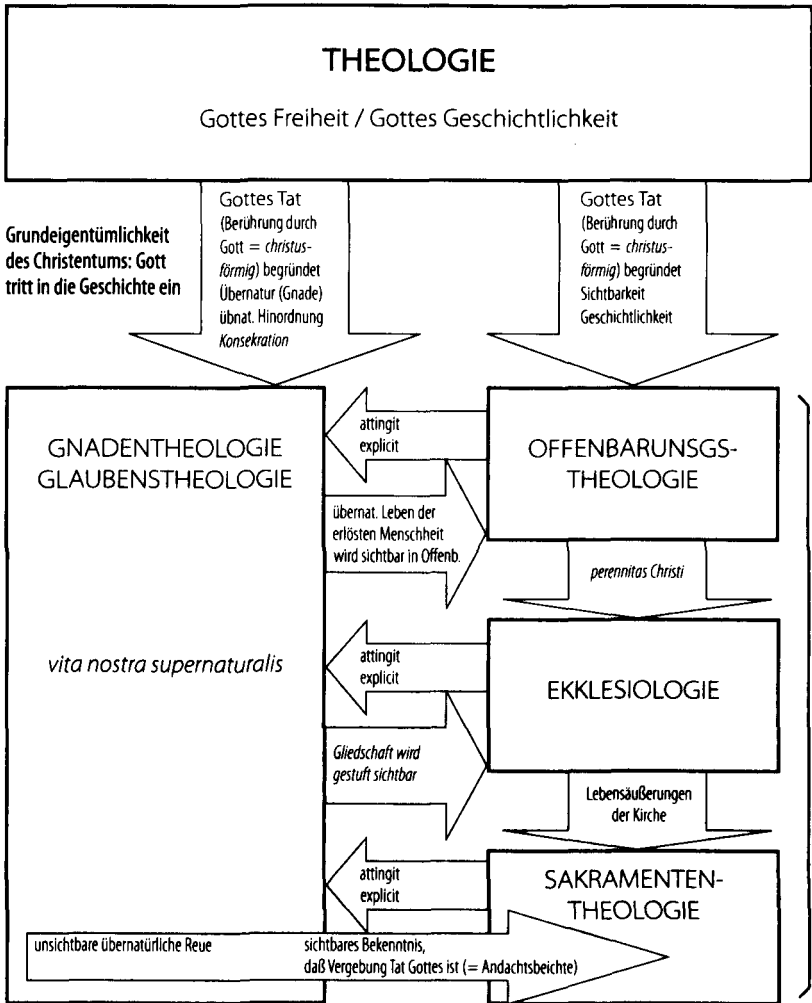 THEOLOGIE
Gottes Freiheit / Gottes Geschichtlichkeit
Grundeigentümlichkeit
des Christentums: Gott
tritt in die Geschichte ein
Gottes Tat
(Berührung durch
Gott = christus-
förmig) begründet
Übernatur (Gnade)
übnat. Hinordnung
Konsekration
Gottes Tat
(Berührung durch
Gott = christus-
förmig) begründet
Sichtbarkeit
Geschichtlichkeit
GNADENTHEOLOGIE
GLAUBENSTHEOLOGIE
attingit
explicit
OFFENBARUNSGS-
THEOLOGIE
übernat. Leben der
erlösten Menschheit
wird sichtbar in Offenb.
perennitas Christi
vita nostra supernaturalis
attingit
explicit
EKKLESIOLOGIE
Gliedschaft wird
gestuft sichtbar
Lebensäußerungen
der Kirche
attingit
explicit
SAKRAMENTEN-
THEOLOGIE
unsichtbare übernatürliche Reue
sichtbares Bekenntnis,
daß Vergebung Tat Gottes ist (= Andachtsbeichte)